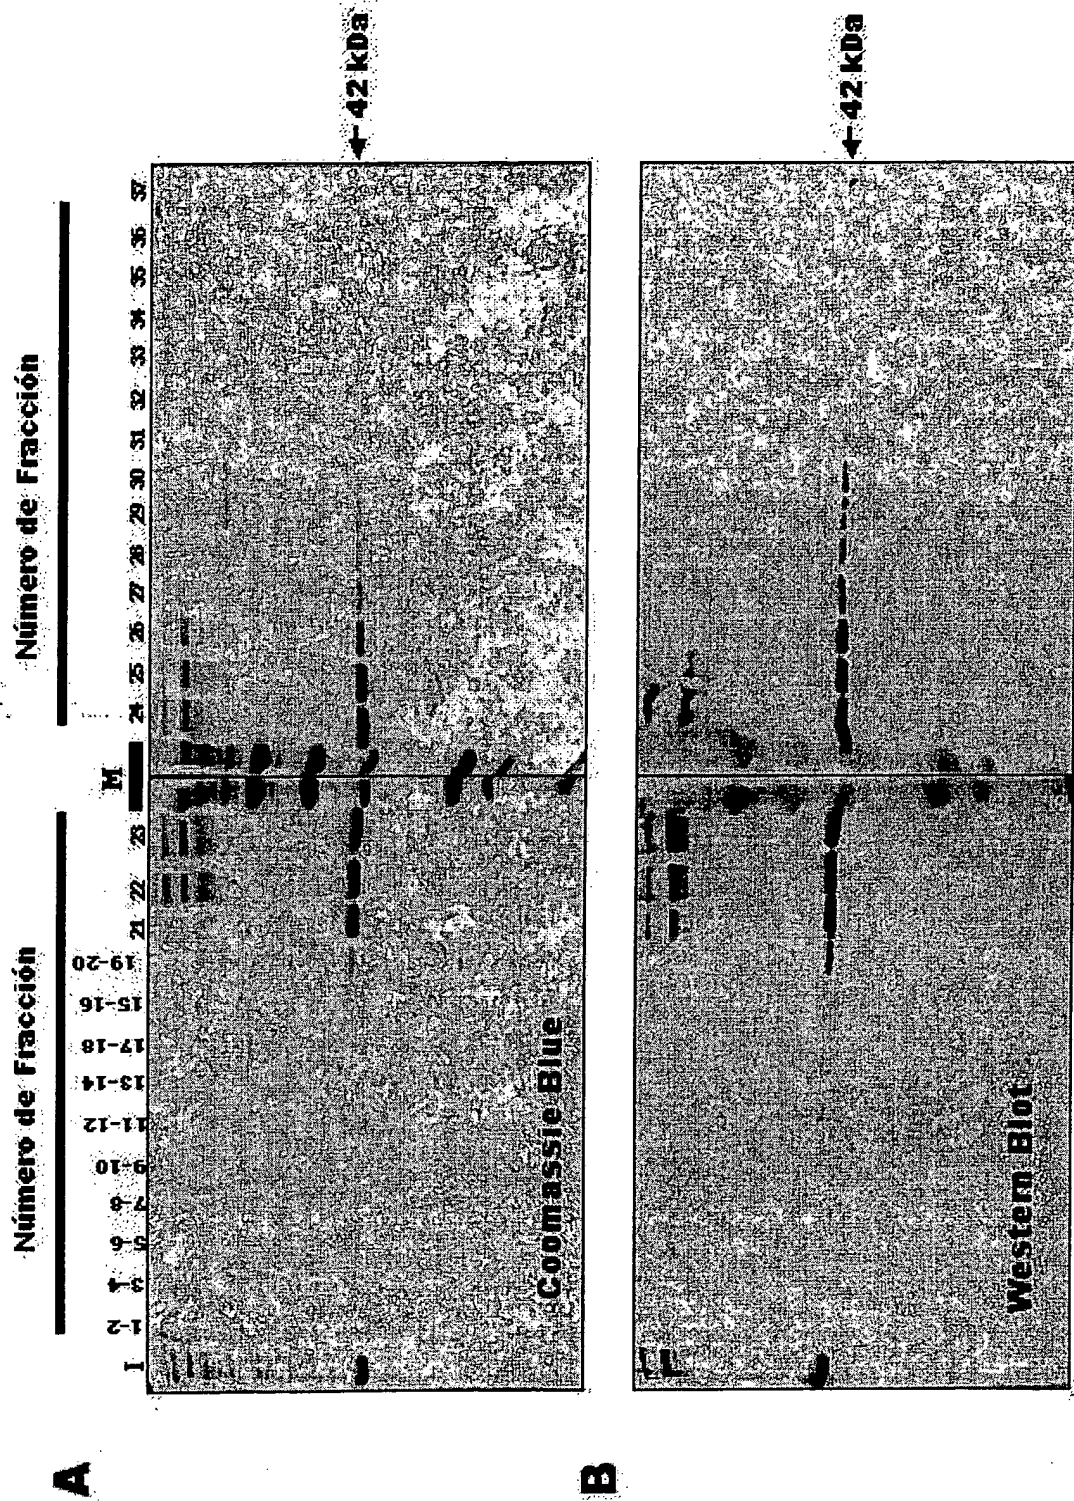 A
Número de Fracción
Número de Fracción
I
1-2
3-4
5-6
7-8
9-10
11-12
13-14
17-18
15-16
19-20
21 22 23
M
24 25 26 27 28 29 30 31 32 33 34 35 36 37
← 42 kDa
Coomassie Blue
B
← 42 kDa
Western Blot